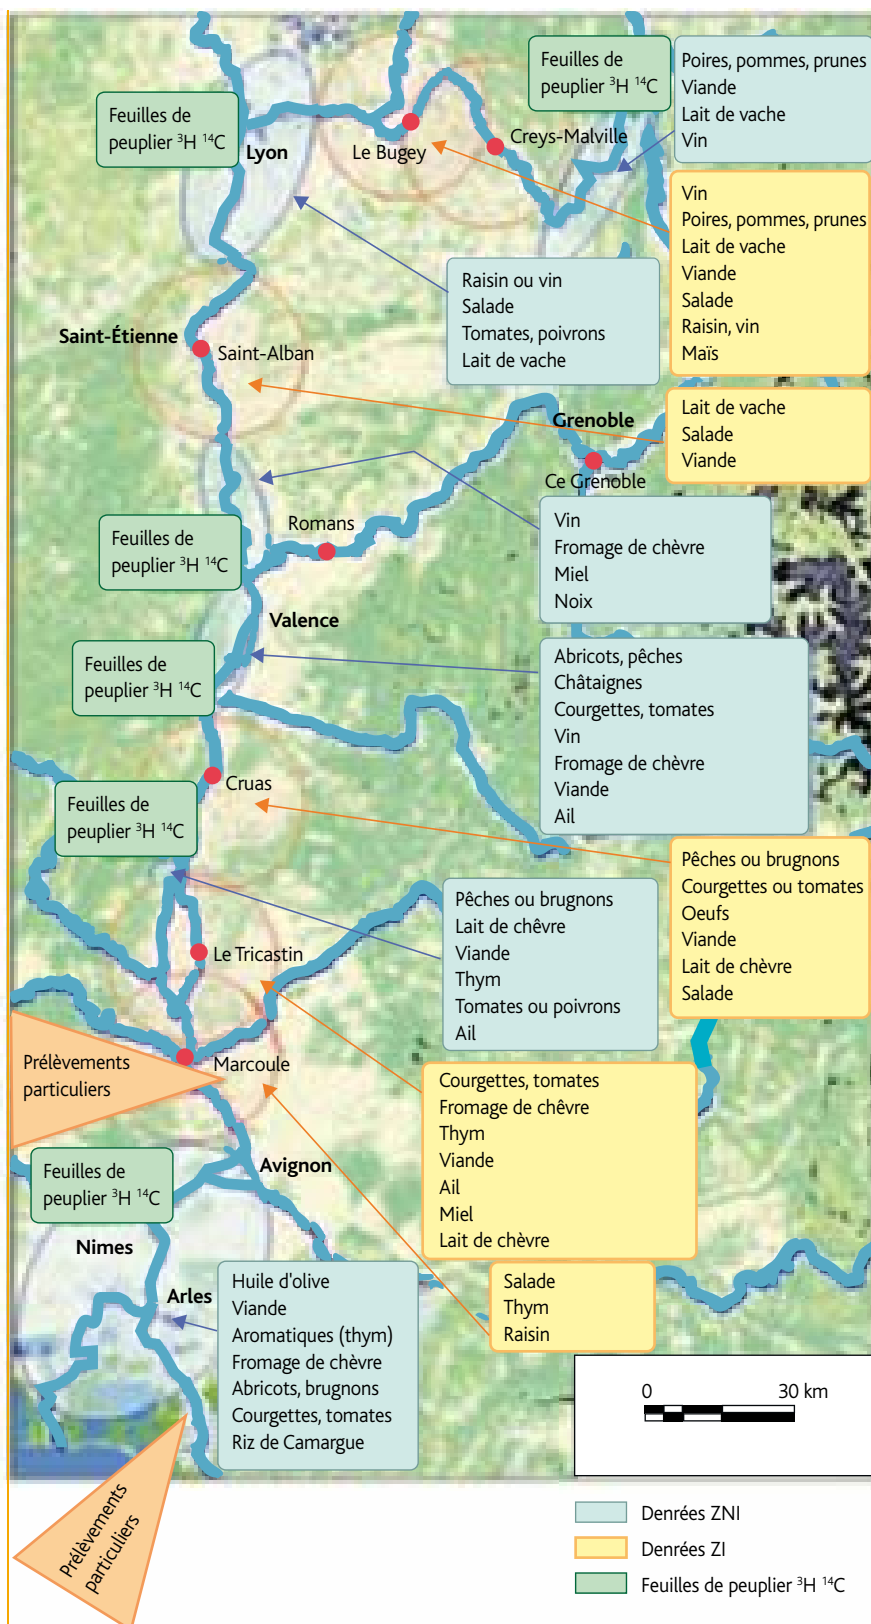 Feuilles de
peuplier ³H ¹⁴C
Poires, pommes, prunes
Viande
Lait de vache
Vin
Feuilles de
peuplier ³H ¹⁴C
Lyon
Le Bugey
Creys-Malville
Vin
Poires, pommes, prunes
Lait de vache
Viande
Salade
Raisin, vin
Maïs
Raisin ou vin
Salade
Tomates, poivrons
Lait de vache
Saint-Étienne
Saint-Alban
Lait de vache
Salade
Viande
Grenoble
Ce Grenoble
Romans
Vin
Fromage de chèvre
Miel
Noix
Feuilles de
peuplier ³H ¹⁴C
Valence
Feuilles de
peuplier ³H ¹⁴C
Abricots, pêches
Châtaignes
Courgettes, tomates
Vin
Fromage de chèvre
Viande
Ail
Cruas
Feuilles de
peuplier ³H ¹⁴C
Pêches ou brugnons
Courgettes ou tomates
Oeufs
Viande
Lait de chèvre
Salade
Pêches ou brugnons
Lait de chêvre
Viande
Thym
Tomates ou poivrons
Ail
Le Tricastin
Prélèvements
particuliers
Marcoule
Courgettes, tomates
Fromage de chêvre
Thym
Viande
Ail
Miel
Lait de chèvre
Feuilles de
peuplier ³H ¹⁴C
Avignon
Nimes
Arles
Huile d'olive
Viande
Aromatiques (thym)
Fromage de chèvre
Abricots, brugnons
Courgettes, tomates
Riz de Camargue
Salade
Thym
Raisin
0 30 km
Prélèvements
particuliers
Denrées ZNI
Denrées ZI
Feuilles de peuplier ³H ¹⁴C